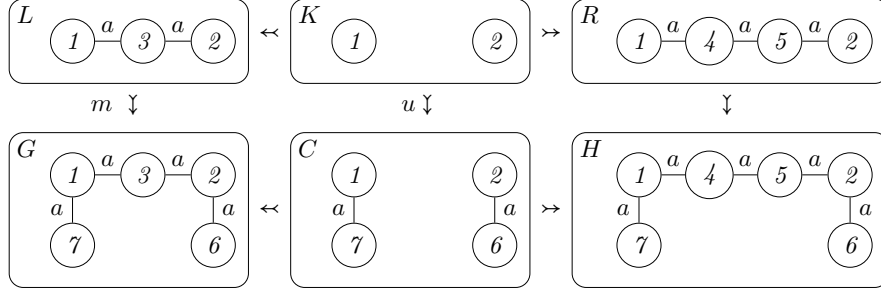 L 1 a 3 a 2 K 1 2 R 1 a 4 a 5 a 2
m u
G 1 a 3 a 2 C 1 2 H 1 a 4 a 5 a 2
a a a a a a
7 6 7 6 7 6